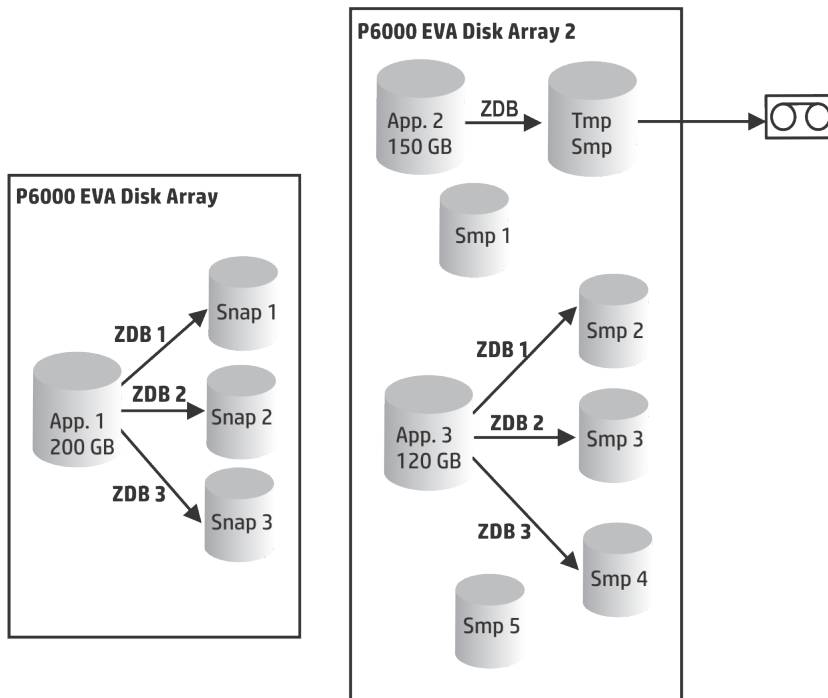 P6000 EVA Disk Array 2
App. 2
150 GB
ZDB
Tmp
Smp
Smp 1
ZDB 1
Smp 2
App. 3
120 GB
ZDB 2
Smp 3
ZDB 3
Smp 4
Smp 5
P6000 EVA Disk Array
Snap 1
ZDB 1
App. 1
200 GB
ZDB 2
Snap 2
ZDB 3
Snap 3